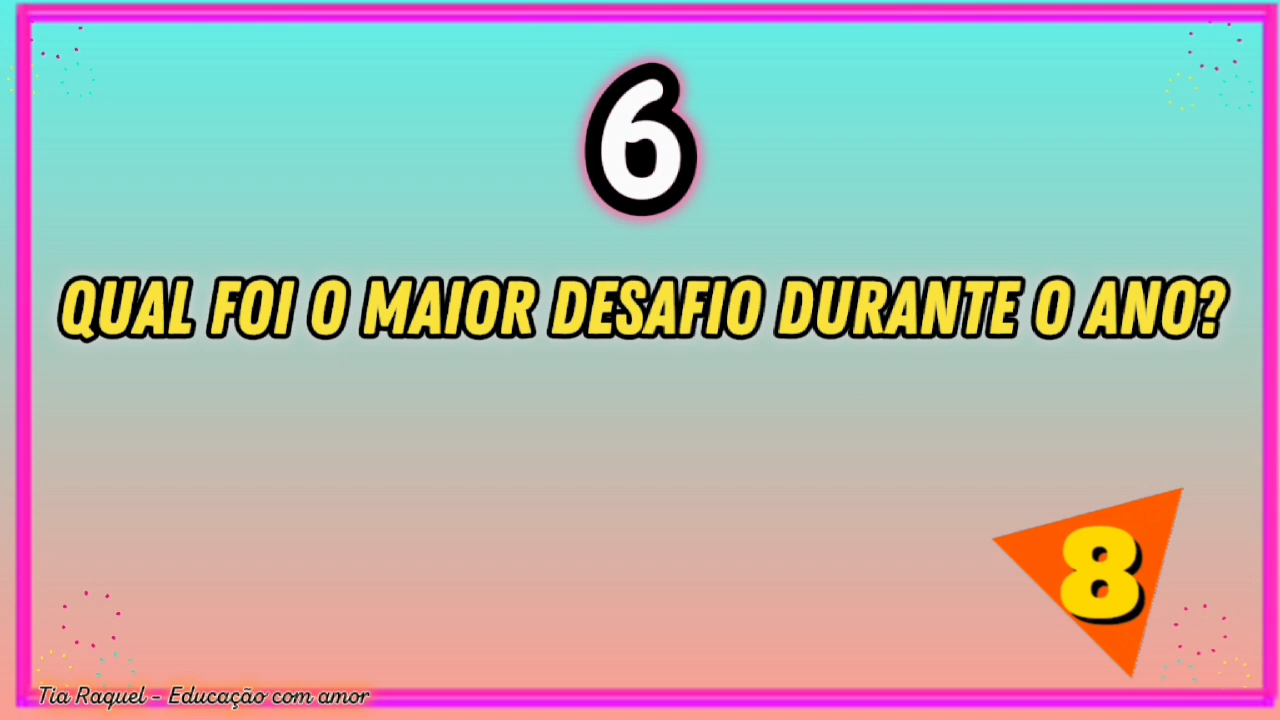 6
QUAL FOI O MAIOR DESAFIO DURANTE O ANO?
8
Tia Raquel - Educação com amor